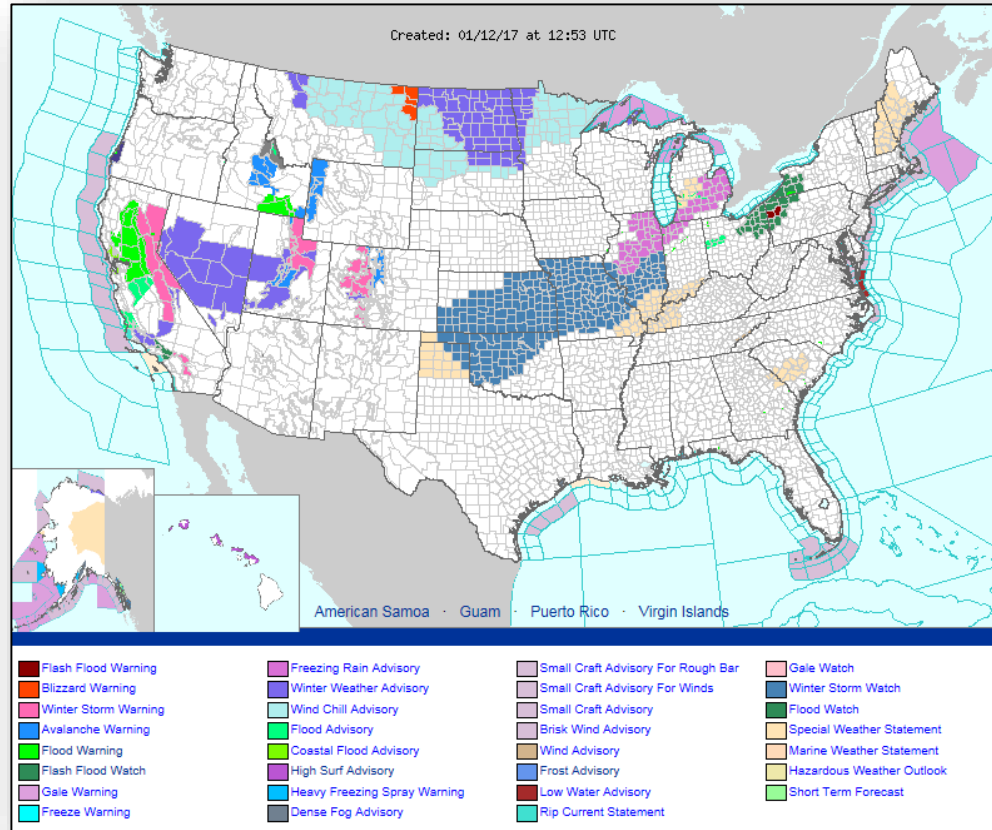 Created: 01/12/17 at 12:53 UTC
American Samoa · Guam · Puerto Rico · Virgin Islands
Flash Flood Warning
Blizzard Warning
Winter Storm Warning
Avalanche Warning
Flood Warning
Flash Flood Watch
Gale Warning
Freeze Warning
Freezing Rain Advisory
Winter Weather Advisory
Wind Chill Advisory
Flood Advisory
Coastal Flood Advisory
High Surf Advisory
Heavy Freezing Spray Warning
Dense Fog Advisory
Small Craft Advisory For Rough Bar
Small Craft Advisory For Winds
Small Craft Advisory
Brisk Wind Advisory
Wind Advisory
Frost Advisory
Low Water Advisory
Rip Current Statement
Gale Watch
Winter Storm Watch
Flood Watch
Special Weather Statement
Marine Weather Statement
Hazardous Weather Outlook
Short Term Forecast